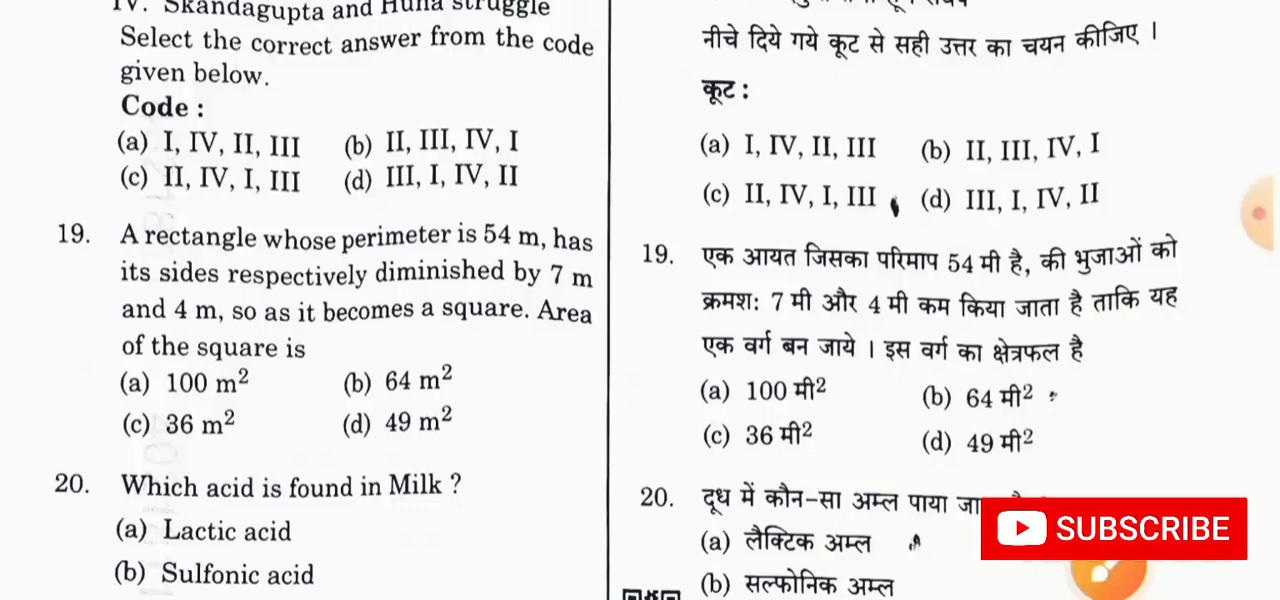 IV. Skandagupta and Huna struggle
Select the correct answer from the code
given below.
Code :
(a) I, IV, II, III (b) II, III, IV, I
(c) II, IV, I, III (d) III, I, IV, II
19. A rectangle whose perimeter is 54 m, has
its sides respectively diminished by 7 m
and 4 m, so as it becomes a square. Area
of the square is
(a) 100 m² (b) 64 m²
(c) 36 m² (d) 49 m²
20. Which acid is found in Milk ?
(a) Lactic acid
(b) Sulfonic acid
नीचे दिये गये कूट से सही उत्तर का चयन कीजिए ।
कूट :
(a) I, IV, II, III (b) II, III, IV, I
(c) II, IV, I, III (d) III, I, IV, II
19. एक आयत जिसका परिमाप 54 मी है, की भुजाओं को
क्रमश: 7 मी और 4 मी कम किया जाता है ताकि यह
एक वर्ग बन जाये । इस वर्ग का क्षेत्रफल है
(a) 100 मी² (b) 64 मी²
(c) 36 मी² (d) 49 मी²
20. दूध में कौन-सा अम्ल पाया
(a) लैक्टिक अम्ल
(b) सल्फोनिक अम्ल
SUBSCRIBE